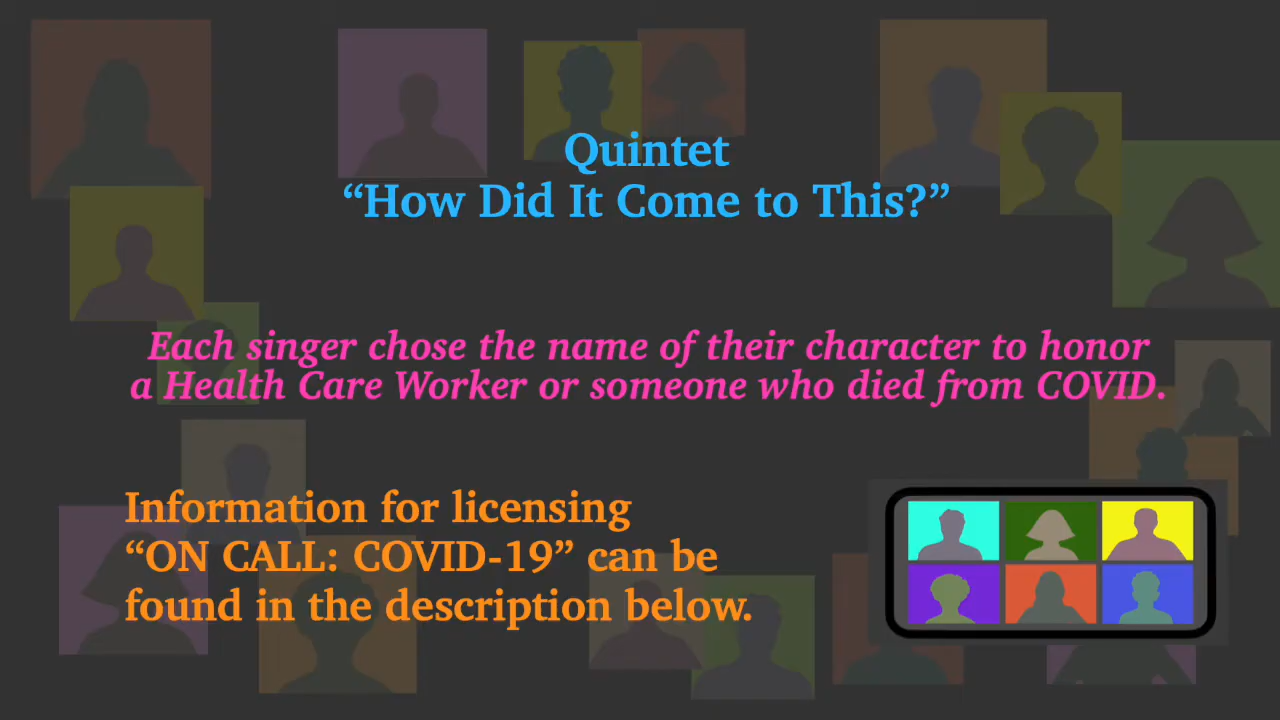 Quintet
“How Did It Come to This?”
Each singer chose the name of their character to honor
a Health Care Worker or someone who died from COVID.
Information for licensing
“ON CALL: COVID-19” can be
found in the description below.